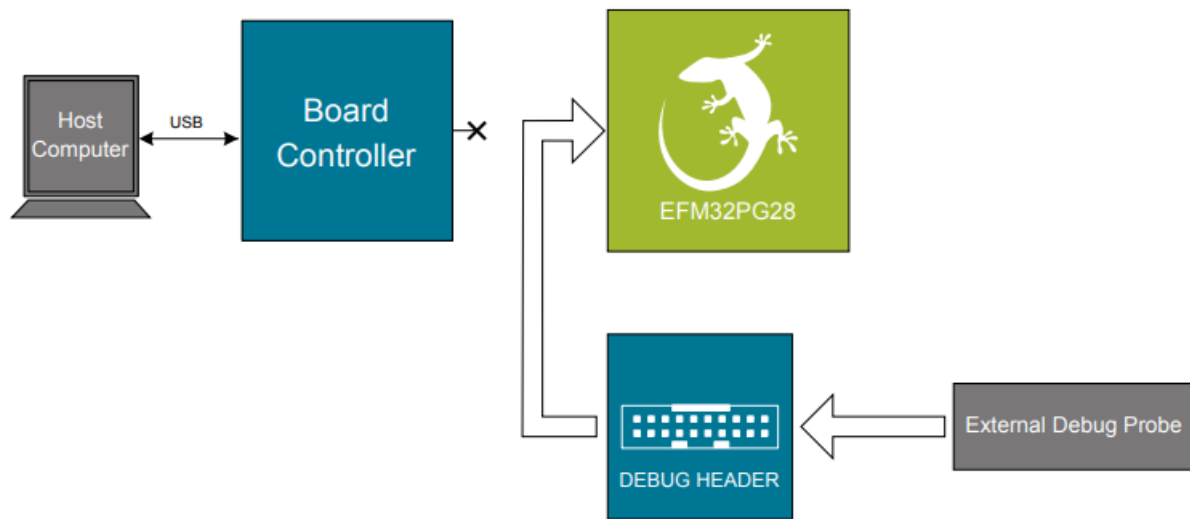 Host
Computer
USB
Board
Controller
EFM32PG28
DEBUG HEADER
External Debug Probe